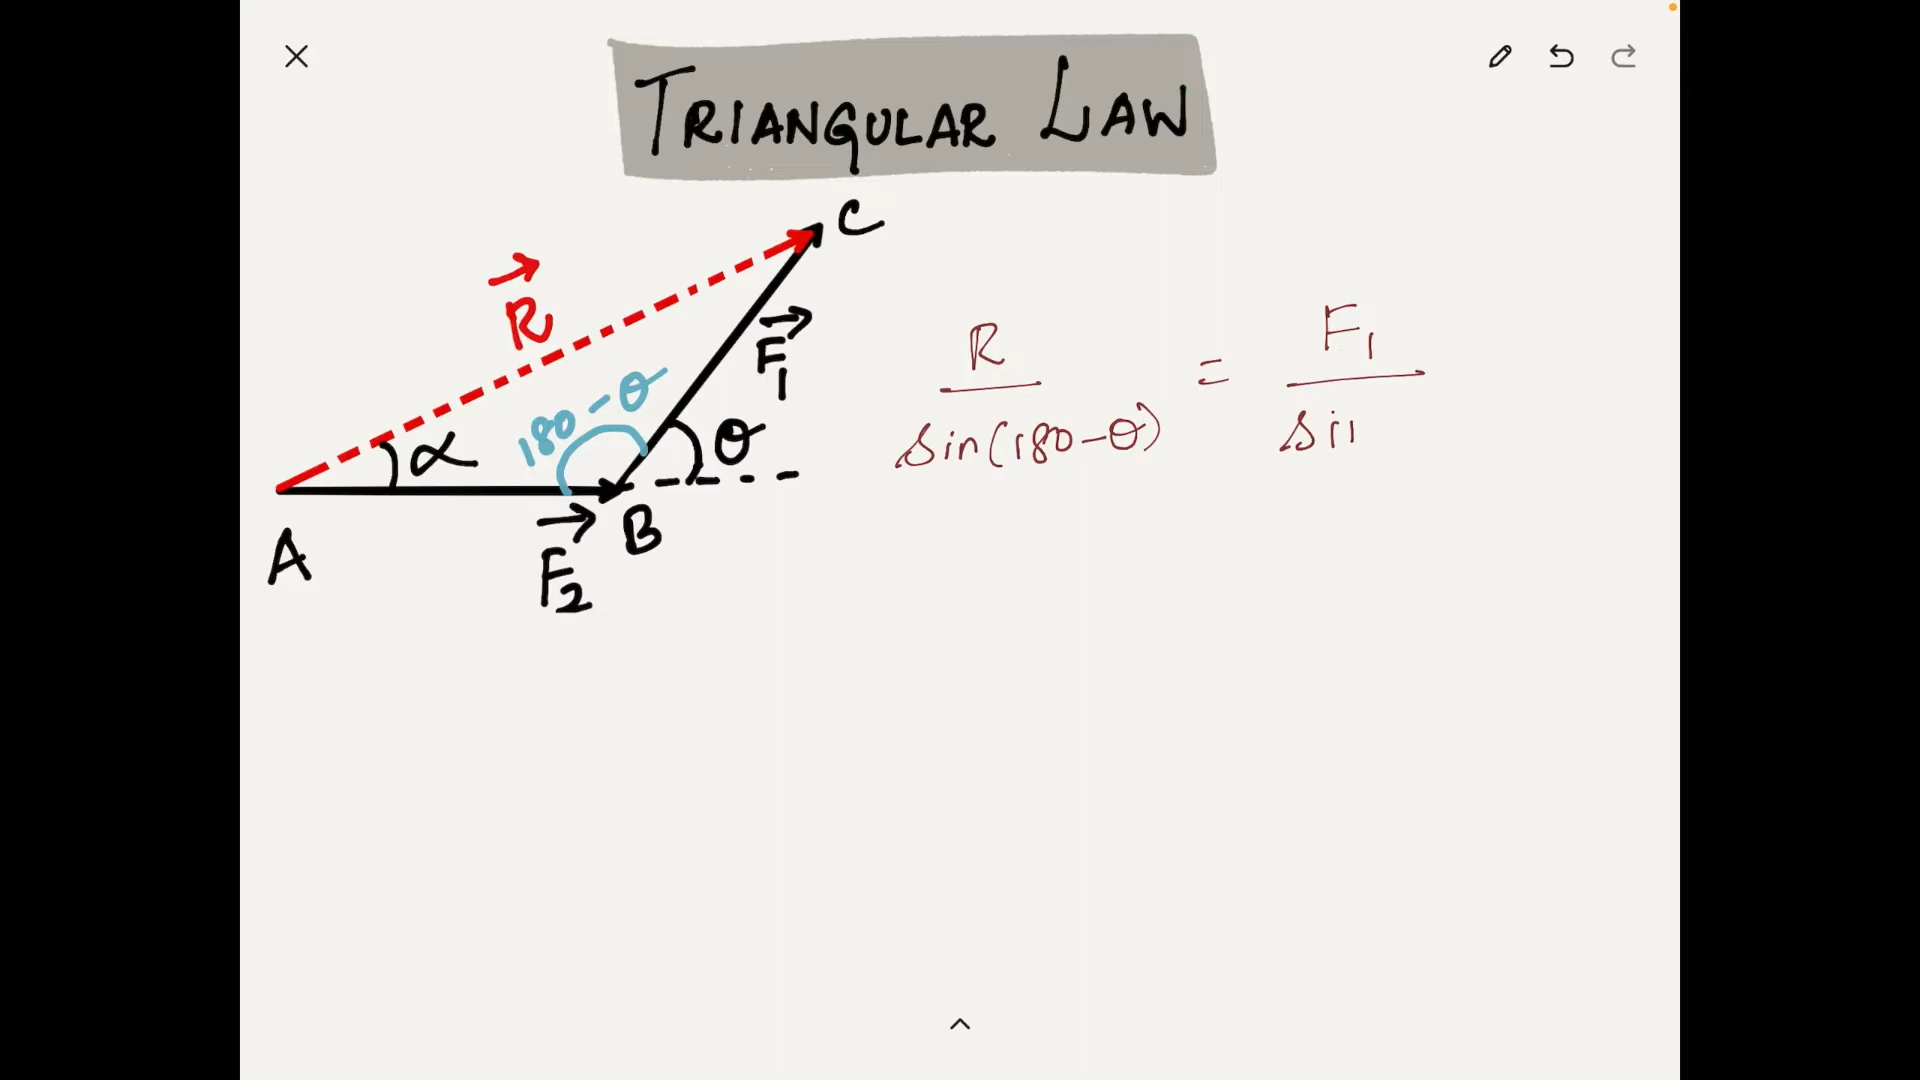 TRIANGULAR LAW
C
R
F1
180-θ
α
θ
A
B
F2
R = F1
sin(180-θ) sii